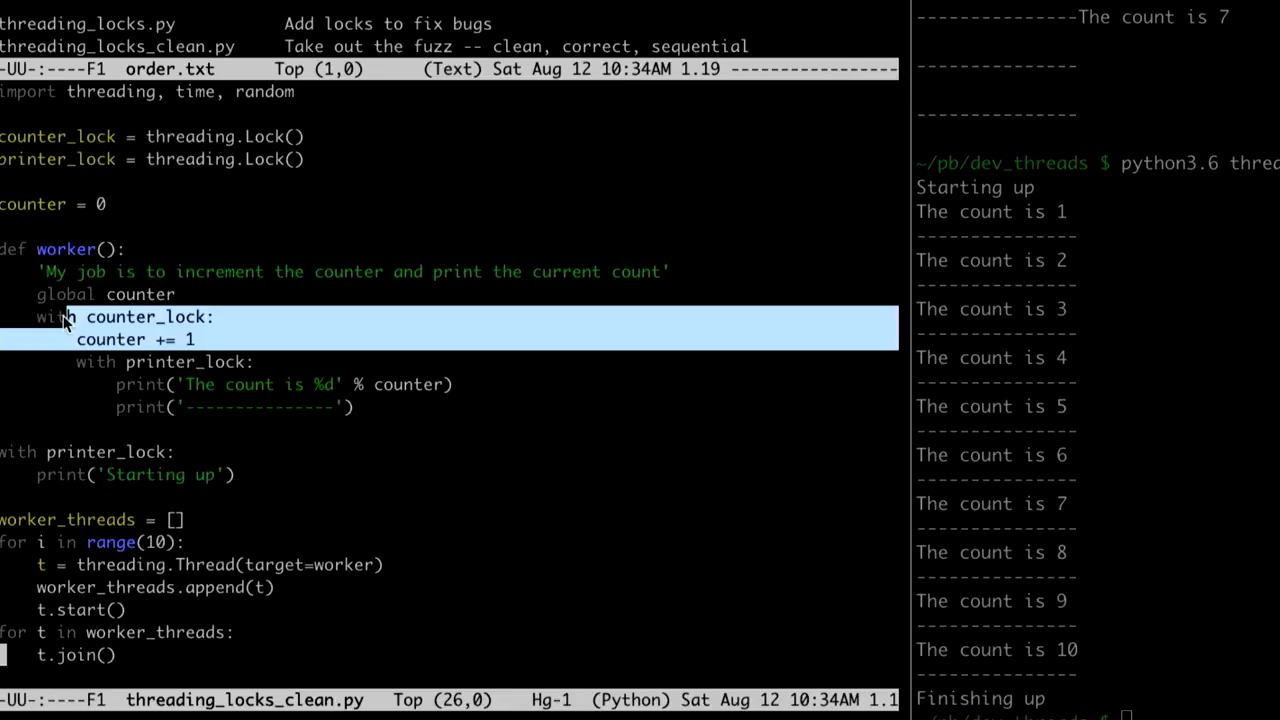 threading_locks.py Add locks to fix bugs
threading_locks_clean.py Take out the fuzz -- clean, correct, sequential
-UU-:----F1 order.txt Top (1,0) (Text) Sat Aug 12 10:34AM 1.19 -----------------
import threading, time, random
counter_lock = threading.Lock()
printer_lock = threading.Lock()
counter = 0
def worker():
'My job is to increment the counter and print the current count'
global counter
with counter_lock:
counter += 1
with printer_lock:
print('The count is %d' % counter)
print('---------------')
with printer_lock:
print('Starting up')
worker_threads = []
for i in range(10):
t = threading.Thread(target=worker)
worker_threads.append(t)
t.start()
for t in worker_threads:
t.join()
-UU-:----F1 threading_locks_clean.py Top (26,0) Hg-1 (Python) Sat Aug 12 10:34AM 1.1
---------------The count is 7
---------------
---------------
~/pb/dev_threads $ python3.6 threa
Starting up
The count is 1
---------------
The count is 2
---------------
The count is 3
---------------
The count is 4
---------------
The count is 5
---------------
The count is 6
---------------
The count is 7
---------------
The count is 8
---------------
The count is 9
---------------
The count is 10
---------------
Finishing up
~/pb/dev_threads $